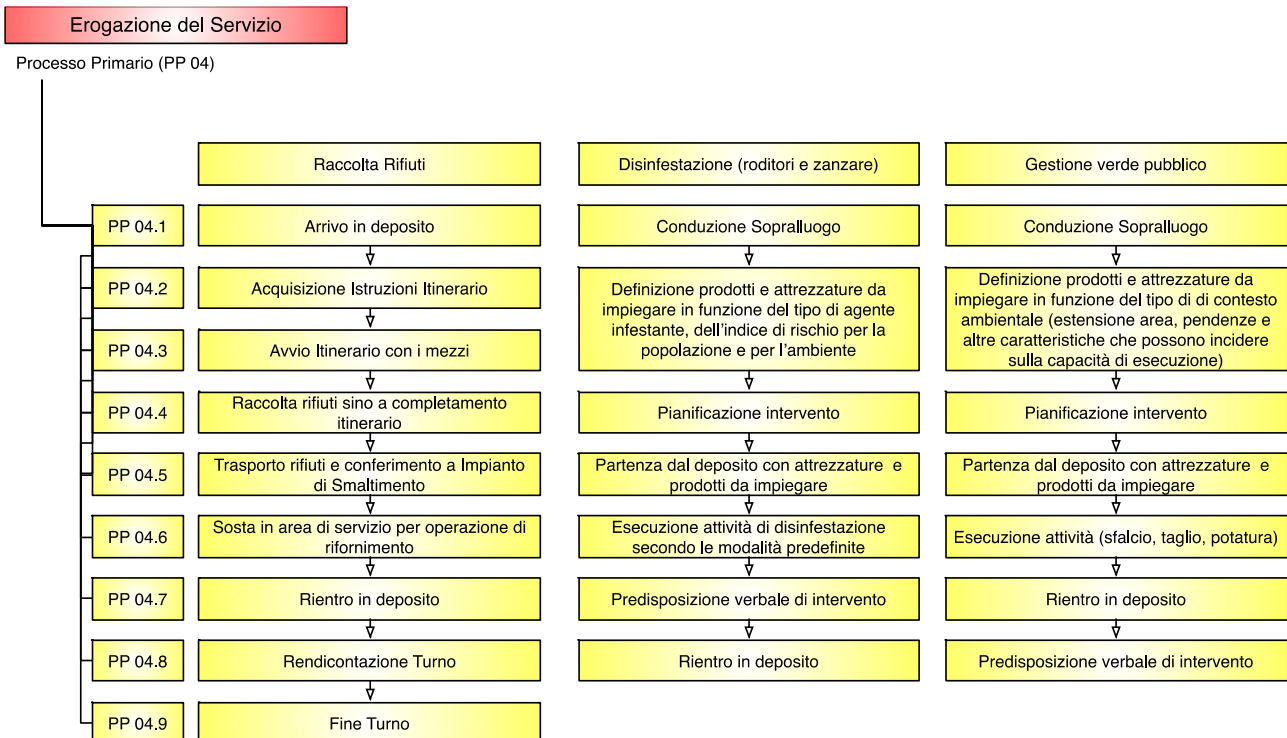 Erogazione del Servizio
Processo Primario (PP 04)
Raccolta Rifiuti
Disinfestazione (roditori e zanzare)
Gestione verde pubblico
PP 04.1
Arrivo in deposito
Conduzione Sopralluogo
Conduzione Sopralluogo
PP 04.2
Acquisizione Istruzioni Itinerario
Definizione prodotti e attrezzature da
impiegare in funzione del tipo di agente
infestante, dell'indice di rischio per la
popolazione e per l'ambiente
Definizione prodotti e attrezzature da
impiegare in funzione del tipo di di contesto
ambientale (estensione area, pendenze e
altre caratteristiche che possono incidere
sulla capacità di esecuzione)
PP 04.3
Avvio Itinerario con i mezzi
PP 04.4
Raccolta rifiuti sino a completamento
itinerario
Pianificazione intervento
Pianificazione intervento
PP 04.5
Trasporto rifiuti e conferimento a Impianto
di Smaltimento
Partenza dal deposito con attrezzature e
prodotti da impiegare
Partenza dal deposito con attrezzature e
prodotti da impiegare
PP 04.6
Sosta in area di servizio per operazione di
rifornimento
Esecuzione attività di disinfestazione
secondo le modalità predefinite
Esecuzione attività (sfalcio, taglio, potatura)
PP 04.7
Rientro in deposito
Predisposizione verbale di intervento
Rientro in deposito
PP 04.8
Rendicontazione Turno
Rientro in deposito
Predisposizione verbale di intervento
PP 04.9
Fine Turno